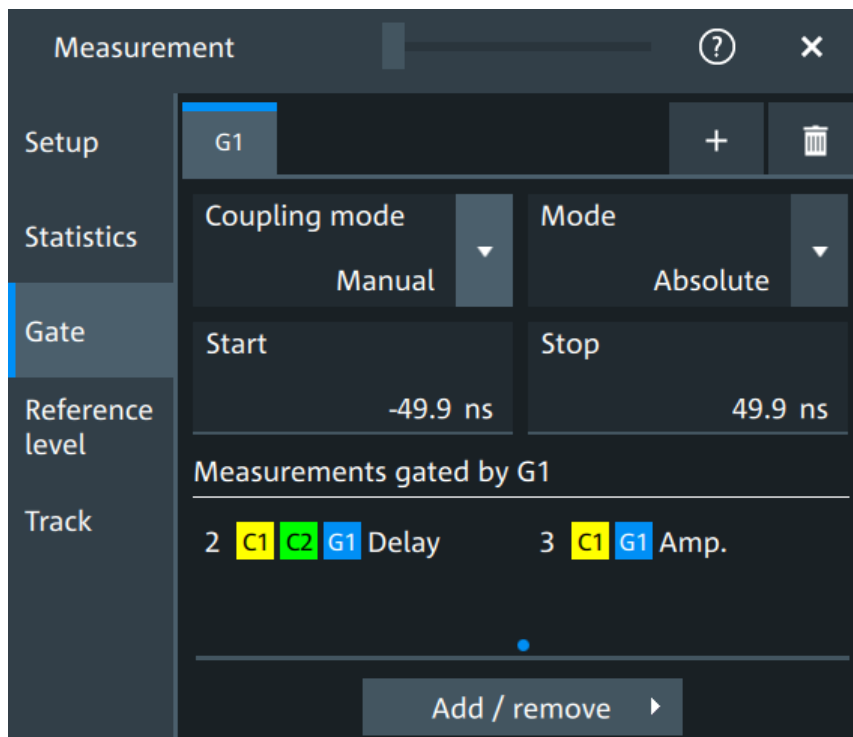 Measurement ?
Setup
Statistics
Gate
Reference
level
Track
G1 +
Coupling mode
Manual
Mode
Absolute
Start
-49.9 ns
Stop
49.9 ns
Measurements gated by G1
2 C1 C2 G1 Delay
3 C1 G1 Amp.
Add / remove